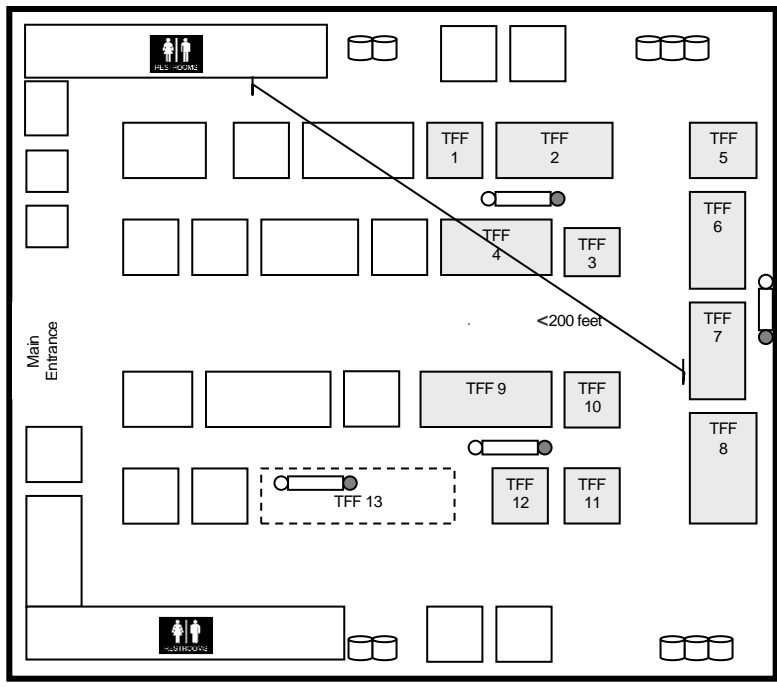 RESTROOMS
TFF
1
TFF
2
TFF
5
TFF
6
TFF
4
TFF
3
<200 feet
TFF
7
Main
Entrance
TFF 9
TFF
10
TFF
8
TFF 13
TFF
12
TFF
11
RESTROOMS